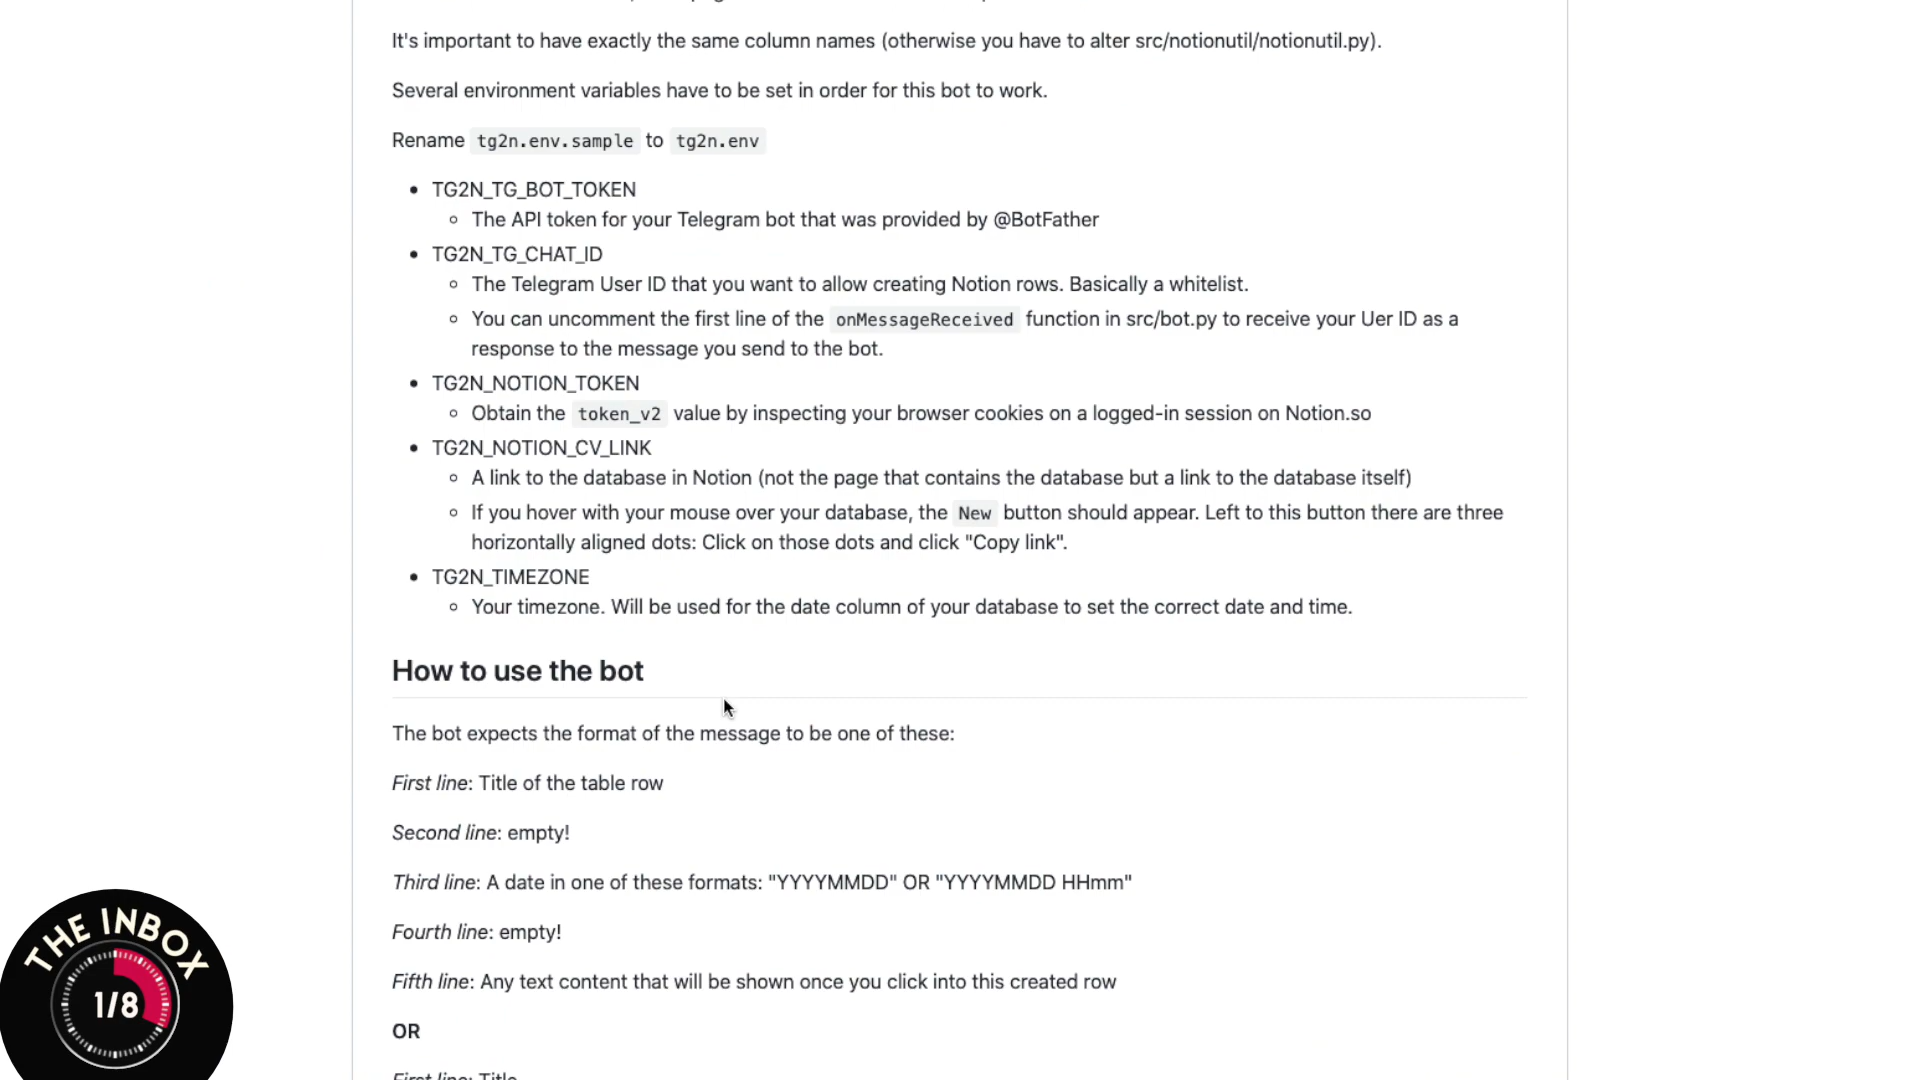 It's important to have exactly the same column names (otherwise you have to alter src/notionutil/notionutil.py).
Several environment variables have to be set in order for this bot to work.
Rename tg2n.env.sample to tg2n.env
• TG2N_TG_BOT_TOKEN
◦ The API token for your Telegram bot that was provided by @BotFather
• TG2N_TG_CHAT_ID
◦ The Telegram User ID that you want to allow creating Notion rows. Basically a whitelist.
◦ You can uncomment the first line of the onMessageReceived function in src/bot.py to receive your Uer ID as a
response to the message you send to the bot.
• TG2N_NOTION_TOKEN
◦ Obtain the token_v2 value by inspecting your browser cookies on a logged-in session on Notion.so
• TG2N_NOTION_CV_LINK
◦ A link to the database in Notion (not the page that contains the database but a link to the database itself)
◦ If you hover with your mouse over your database, the New button should appear. Left to this button there are three
horizontally aligned dots: Click on those dots and click "Copy link".
• TG2N_TIMEZONE
◦ Your timezone. Will be used for the date column of your database to set the correct date and time.
How to use the bot
The bot expects the format of the message to be one of these:
First line: Title of the table row
Second line: empty!
Third line: A date in one of these formats: "YYYYMMDD" OR "YYYYMMDD HHmm"
Fourth line: empty!
Fifth line: Any text content that will be shown once you click into this created row
OR
First line: Title
THE INBOX
1/8